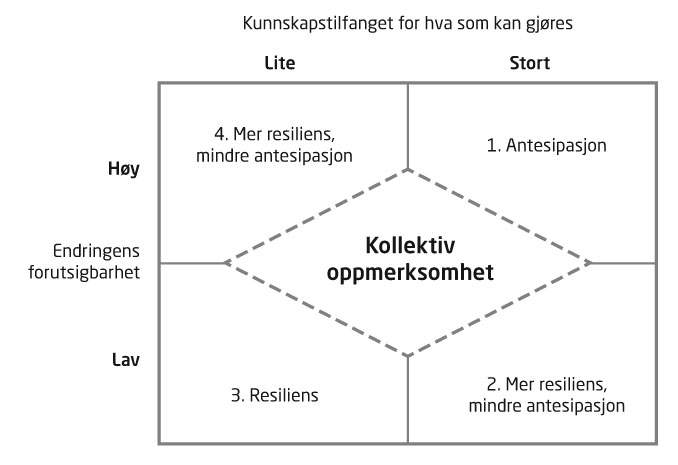 Kunnskapstilfanget for hva som kan gjøres
Lite
Stort
4. Mer resiliens,
mindre antesipasjon
1. Antesipasjon
Høy
Endringens
forutsigbarhet
Kollektiv
oppmerksomhet
Lav
3. Resiliens
2. Mer resiliens,
mindre antesipasjon